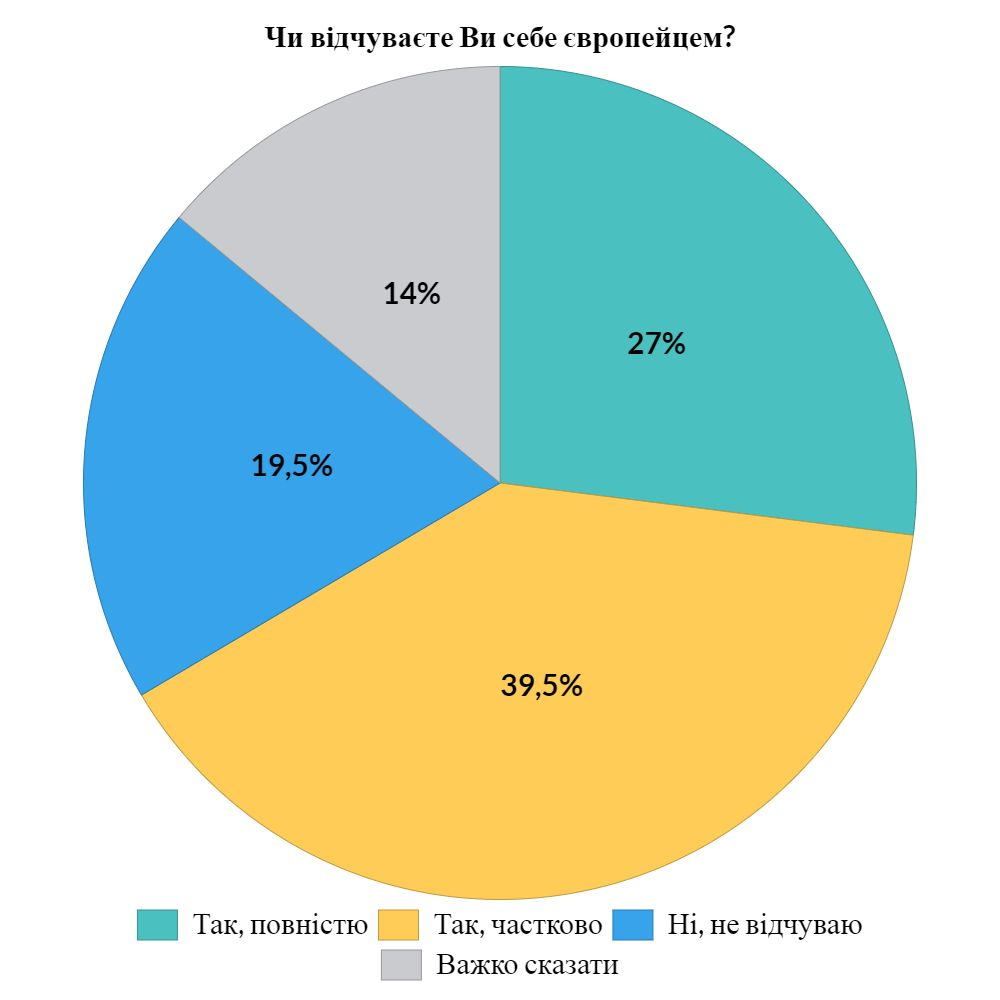 Чи відчуваєте Ви себе європейцем?
14%
27%
19,5%
39,5%
Так, повністю Так, частково Ні, не відчуваю
Важко сказати